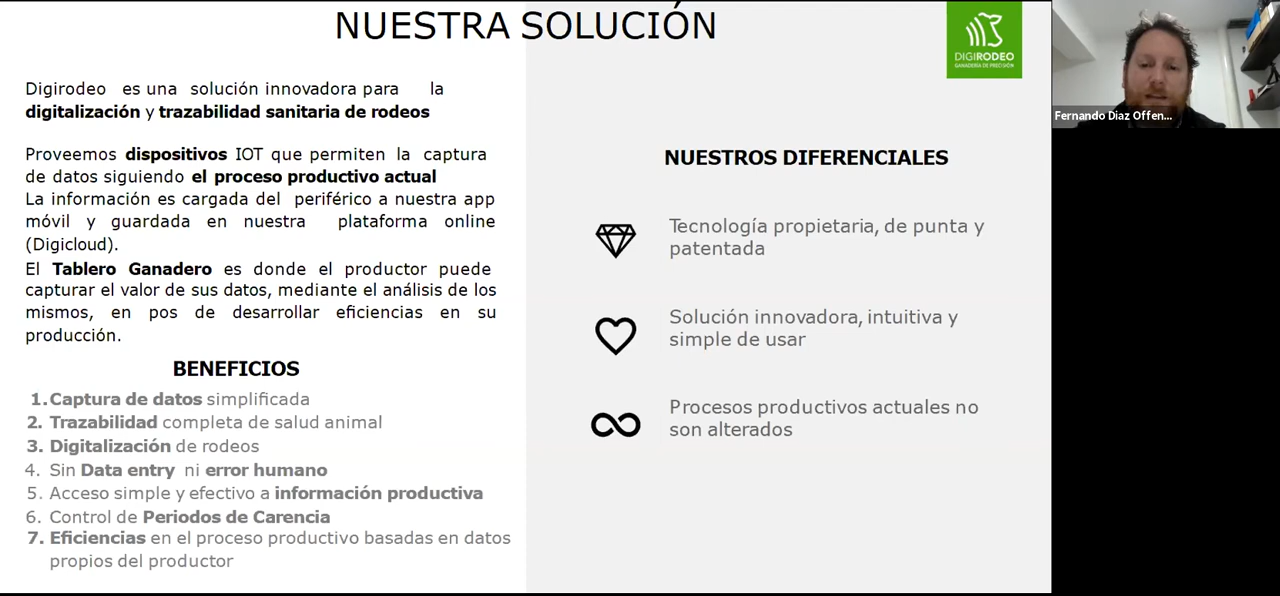 NUESTRA SOLUCIÓN
DIGIRODEO
GANADERÍA DE PRECISIÓN
Fernando Diaz Offen...
Digirodeo es una solución innovadora para la
digitalización y trazabilidad sanitaria de rodeos
Proveemos dispositivos IOT que permiten la captura
de datos siguiendo el proceso productivo actual
La información es cargada del periférico a nuestra app
móvil y guardada en nuestra plataforma online
(Digicloud).
El Tablero Ganadero es donde el productor puede
capturar el valor de sus datos, mediante el análisis de los
mismos, en pos de desarrollar eficiencias en su
producción.
BENEFICIOS
1. Captura de datos simplificada
2. Trazabilidad completa de salud animal
3. Digitalización de rodeos
4. Sin Data entry ni error humano
5. Acceso simple y efectivo a información productiva
6. Control de Periodos de Carencia
7. Eficiencias en el proceso productivo basadas en datos
propios del productor
NUESTROS DIFERENCIALES
Tecnología propietaria, de punta y
patentada
Solución innovadora, intuitiva y
simple de usar
Procesos productivos actuales no
son alterados